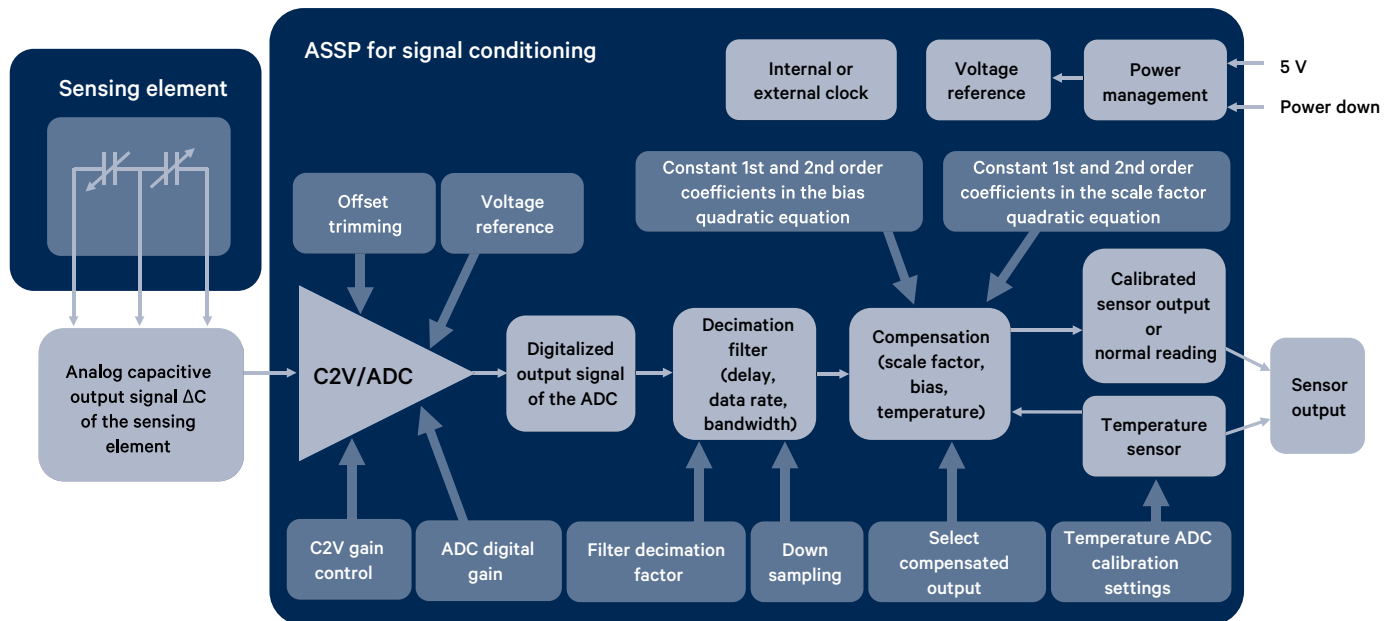 ASSP for signal conditioning
Sensing element
Internal or
external clock
Voltage
reference
Power
management
5 V
Power down
Constant 1st and 2nd order
coefficients in the bias
quadratic equation
Constant 1st and 2nd order
coefficients in the scale factor
quadratic equation
Offset
trimming
Voltage
reference
Analog capacitive
output signal ΔC
of the sensing
element
C2V/ADC
Digitalized
output signal
of the ADC
Decimation
filter
(delay,
data rate,
bandwidth)
Compensation
(scale factor,
bias,
temperature)
Calibrated
sensor output
or
normal reading
Temperature
sensor
Sensor
output
C2V gain
control
ADC digital
gain
Filter decimation
factor
Down
sampling
Select
compensated
output
Temperature ADC
calibration
settings